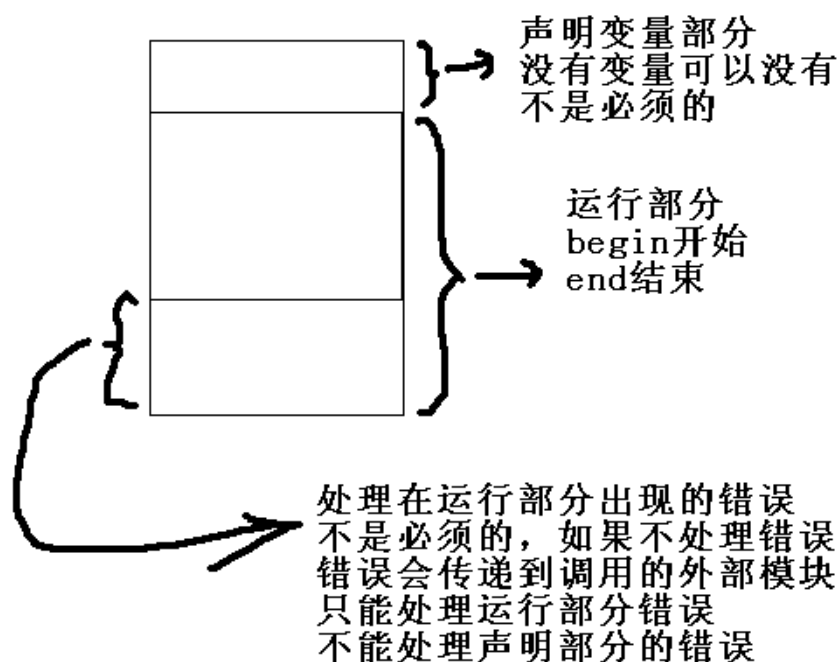 声明变量部分
没有变量可以没有
不是必须的
运行部分
begin开始
end结束
处理在运行部分出现的错误
不是必须的，如果不处理错误
错误会传递到调用的外部模块
只能处理运行部分错误
不能处理声明部分的错误